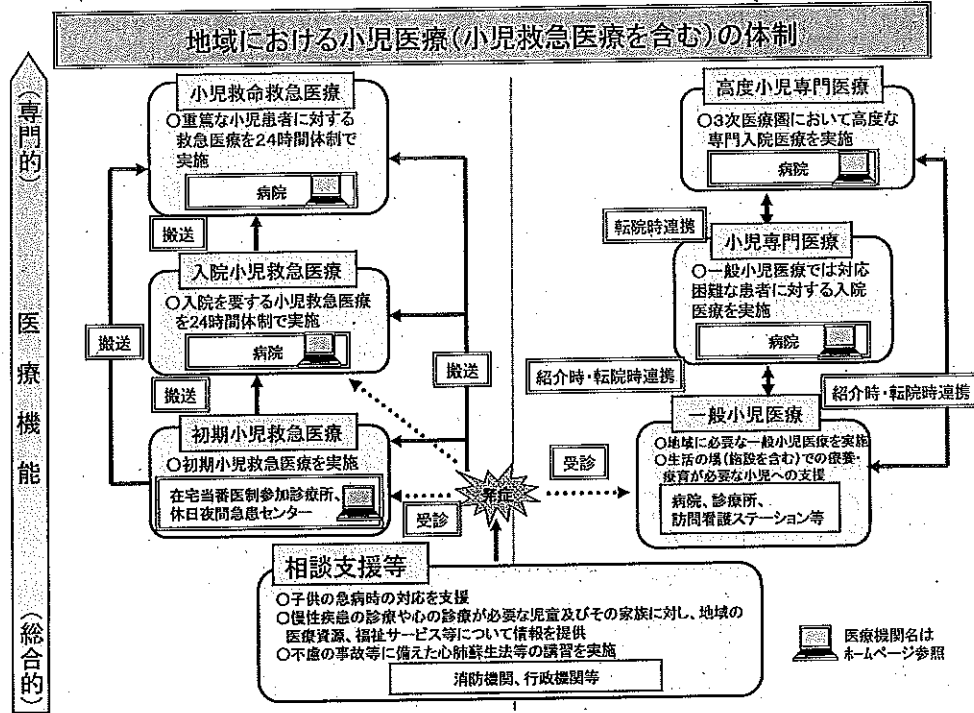 地域における小児医療(小児救急医療を含む)の体制
(専門的)
医療機能
(総合的)
小児救命救急医療
○重篤な小児患者に対する
救急医療を24時間体制で
実施
病院
搬送
入院小児救急医療
○入院を要する小児救急医療
を24時間体制で実施
病院
搬送
搬送
搬送
初期小児救急医療
○初期小児救急医療を実施
在宅当番医制参加診療所、
休日夜間急患センター
受診
発症
受診
高度小児専門医療
○3次医療圏において高度な
専門入院医療を実施
病院
転院時連携
小児専門医療
○一般小児医療では対応
困難な患者に対する入院
医療を実施
病院
紹介時・転院時連携
紹介時・転院時連携
一般小児医療
○地域に必要な一般小児医療を実施
○生活の場(施設を含む)での療養・
療育が必要な小児への支援
病院、診療所、
訪問看護ステーション等
相談支援等
○子供の急病時の対応を支援
○慢性疾患の診療や心の診療が必要な児童及びその家族に対し、地域の
医療資源、福祉サービス等について情報を提供
○不慮の事故等に備えた心肺蘇生法等の講習を実施
消防機関、行政機関等
医療機関名は
ホームページ参照